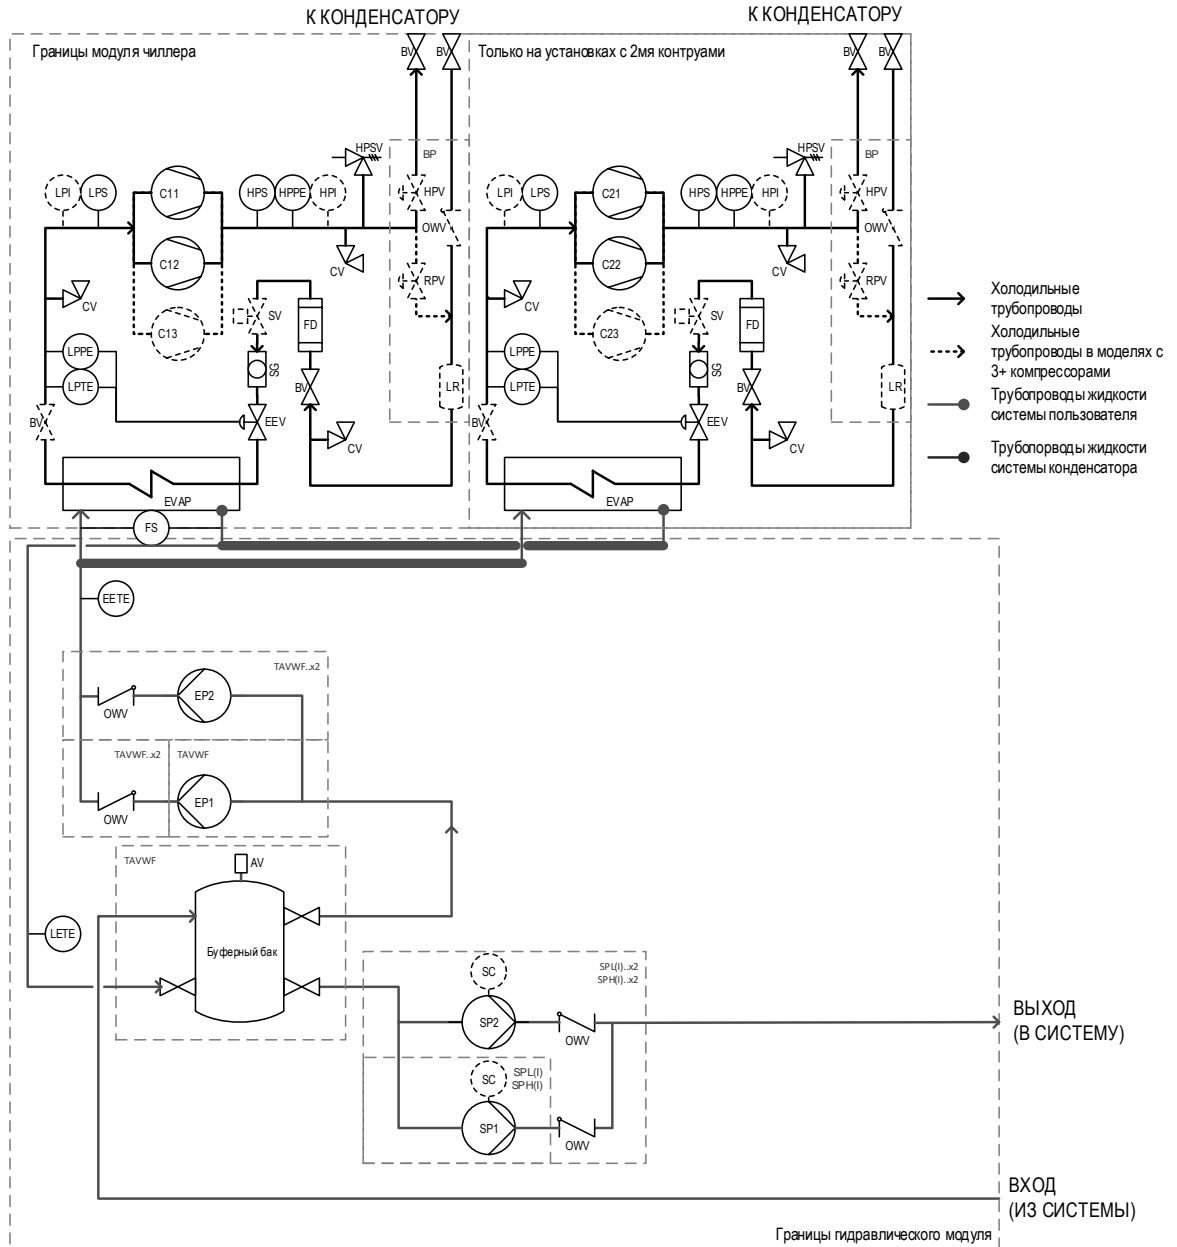 К КОНДЕНСАТОРУ
К КОНДЕНСАТОРУ
Границы модуля чиллера
BV
BV
Только на установках с 2мя контруами
BV
BV
HPSV
BP
LPI
LPS
C11
HPS
HPPE
HPI
HPV
OWV
C12
CV
RPV
CV
SV
FD
C13
LPPE
LPTE
SG
BV
LR
BV
EEV
CV
EVAP
HPSV
BP
LPI
LPS
C21
HPS
HPPE
HPI
HPV
OWV
C22
CV
RPV
CV
SV
FD
C23
LPPE
LPTE
SG
BV
LR
BV
EEV
CV
EVAP
Холодильные
трубопроводы
Холодильные
трубопроводы в моделях с
3+ компрессорами
Трубопроводы жидкости
системы пользователя
Трубопорводы жидкости
системы конденсатора
FS
EETE
TAVWF..x2
EP2
OWV
TAVWF..x2
TAVWF
EP1
OWV
TAVWF
AV
LETE
Буферный бак
SPL(I)..x2
SPH(I)..x2
SC
SP2
OWV
SC
SPL(I)
SPH(I)
SP1
OWV
ВЫХОД
(В СИСТЕМУ)
ВХОД
(ИЗ СИСТЕМЫ)
Границы гидравлического модуля